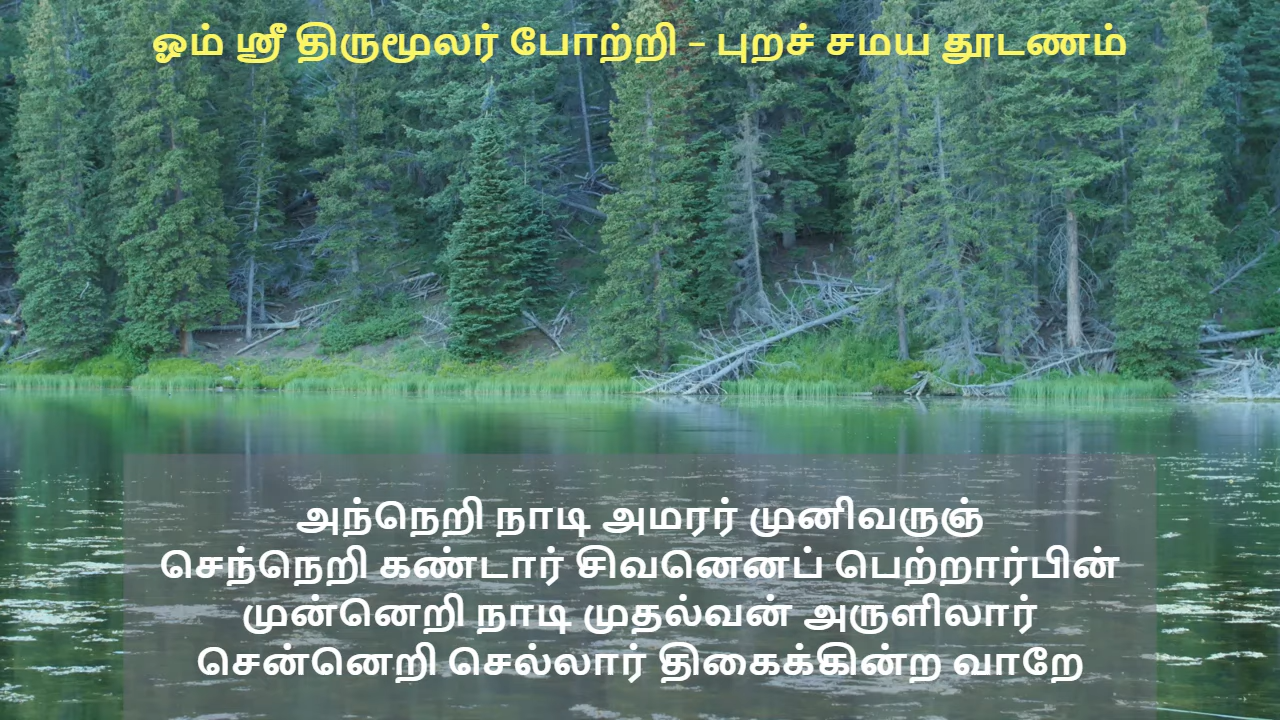 ஓம் ஸ்ரீ திருமூலர் போற்றி - புறச் சமய தூடணம்
அந்நெறி நாடி அமரர் முனிவருஞ்
செந்நெறி கண்டார் சிவனெனப் பெற்றார்பின்
முன்னெறி நாடி முதல்வன் அருளிலார்
சென்னெறி செல்லார் திகைக்கின்ற வாறே